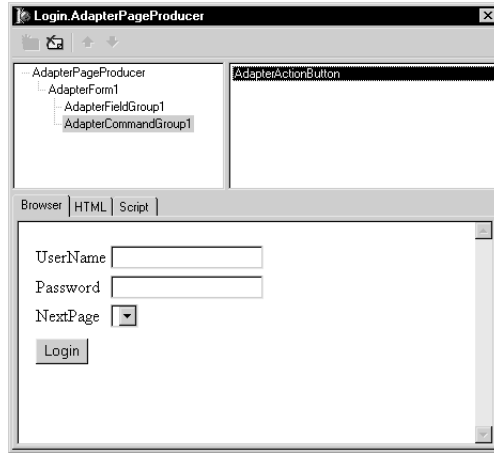 Login.AdapterPageProducer
AdapterPageProducer
AdapterForm1
AdapterFieldGroup1
AdapterCommandGroup1
AdapterActionButton
Browser HTML Script
UserName
Password
NextPage
Login